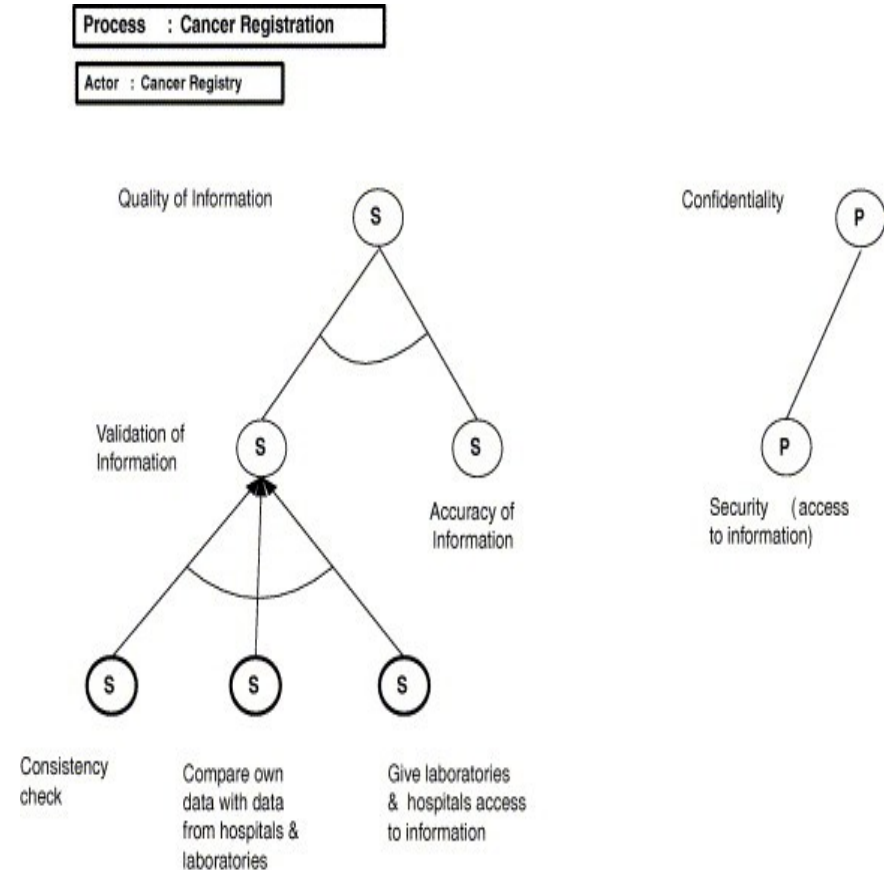 Process : Cancer Registration
Actor : Cancer Registry
Quality of Information
S
Confidentiality
P
Validation of
Information
S
S
Accuracy of
Information
P
Security (access
to information)
S
S
S
Consistency
check
Compare own
data with data
from hospitals &
laboratories
Give laboratories
& hospitals access
to information